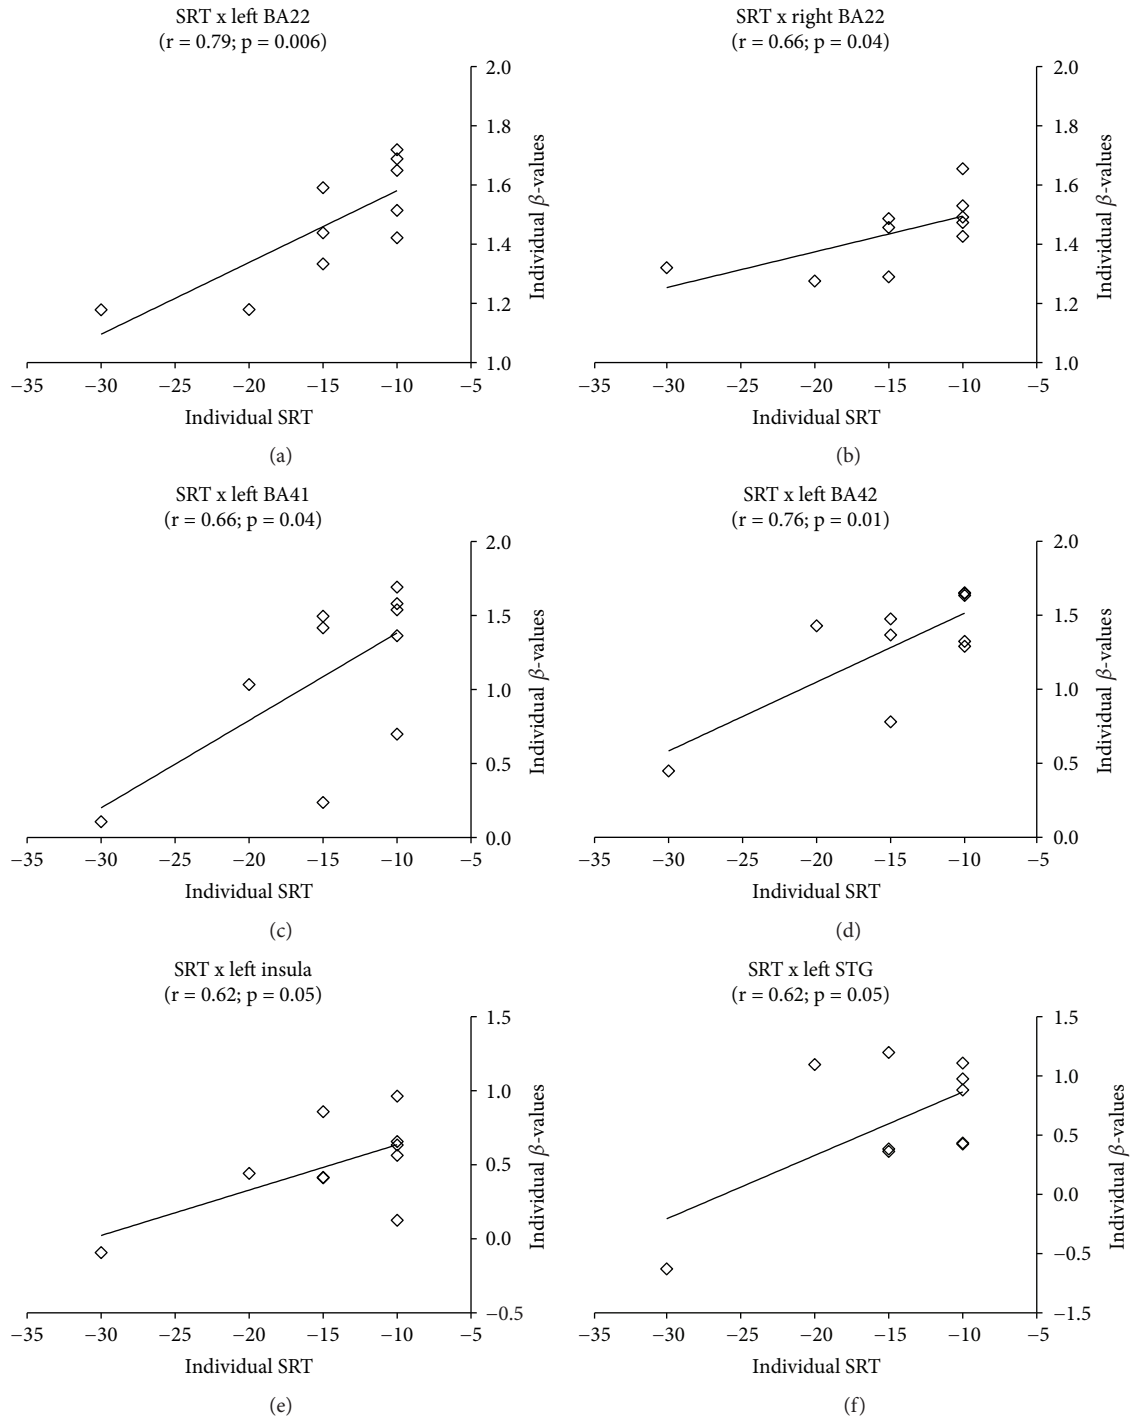 SRT x left BA22
(r = 0.79; p = 0.006)
2.0
1.8
1.6
1.4
1.2
1.0
Individual β-values
−35 −30 −25 −20 −15 −10 −5
Individual SRT
(a)
SRT x right BA22
(r = 0.66; p = 0.04)
2.0
1.8
1.6
1.4
1.2
1.0
Individual β-values
−35 −30 −25 −20 −15 −10 −5
Individual SRT
(b)
SRT x left BA41
(r = 0.66; p = 0.04)
2.0
1.5
1.0
0.5
0.0
Individual β-values
−35 −30 −25 −20 −15 −10 −5
Individual SRT
(c)
SRT x left BA42
(r = 0.76; p = 0.01)
2.0
1.5
1.0
0.5
0.0
Individual β-values
−35 −30 −25 −20 −15 −10 −5
Individual SRT
(d)
SRT x left insula
(r = 0.62; p = 0.05)
1.5
1.0
0.5
0.0
−0.5
Individual β-values
−35 −30 −25 −20 −15 −10 −5
Individual SRT
(e)
SRT x left STG
(r = 0.62; p = 0.05)
1.5
1.0
0.5
0.0
−0.5
−1.5
Individual β-values
−35 −30 −25 −20 −15 −10 −5
Individual SRT
(f)